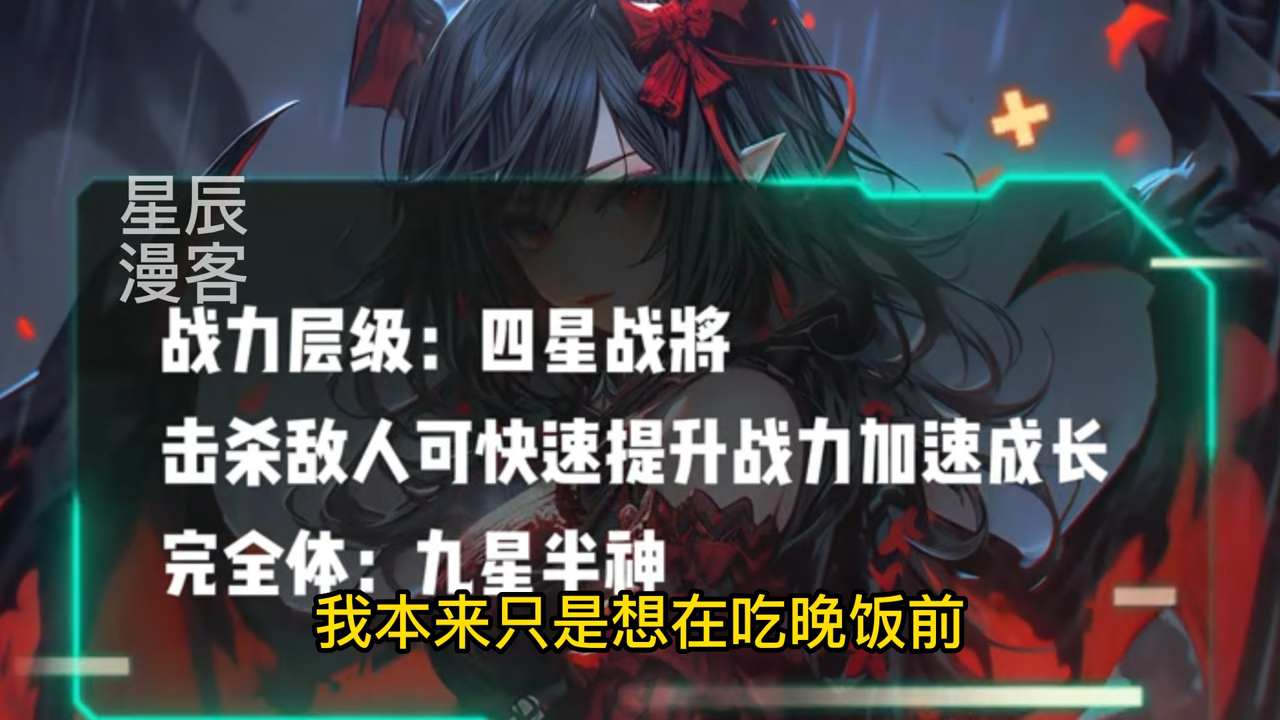 星辰
漫客
战力层级：四星战将
击杀敌人可快速提升战力加速成长
完全体：九星半神
我本来只是想在吃晚饭前